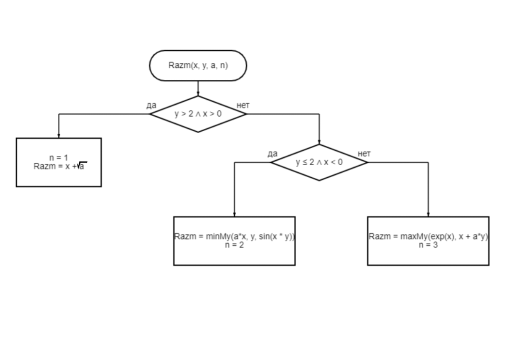 Razm(x, y, a, n)
да
y > 2 ∧ x > 0
нет
n = 1
Razm = x + √a
да
y ≤ 2 ∧ x < 0
нет
Razm = minMy(a*x, y, sin(x * y))
n = 2
Razm = maxMy(exp(x), x + a*y)
n = 3